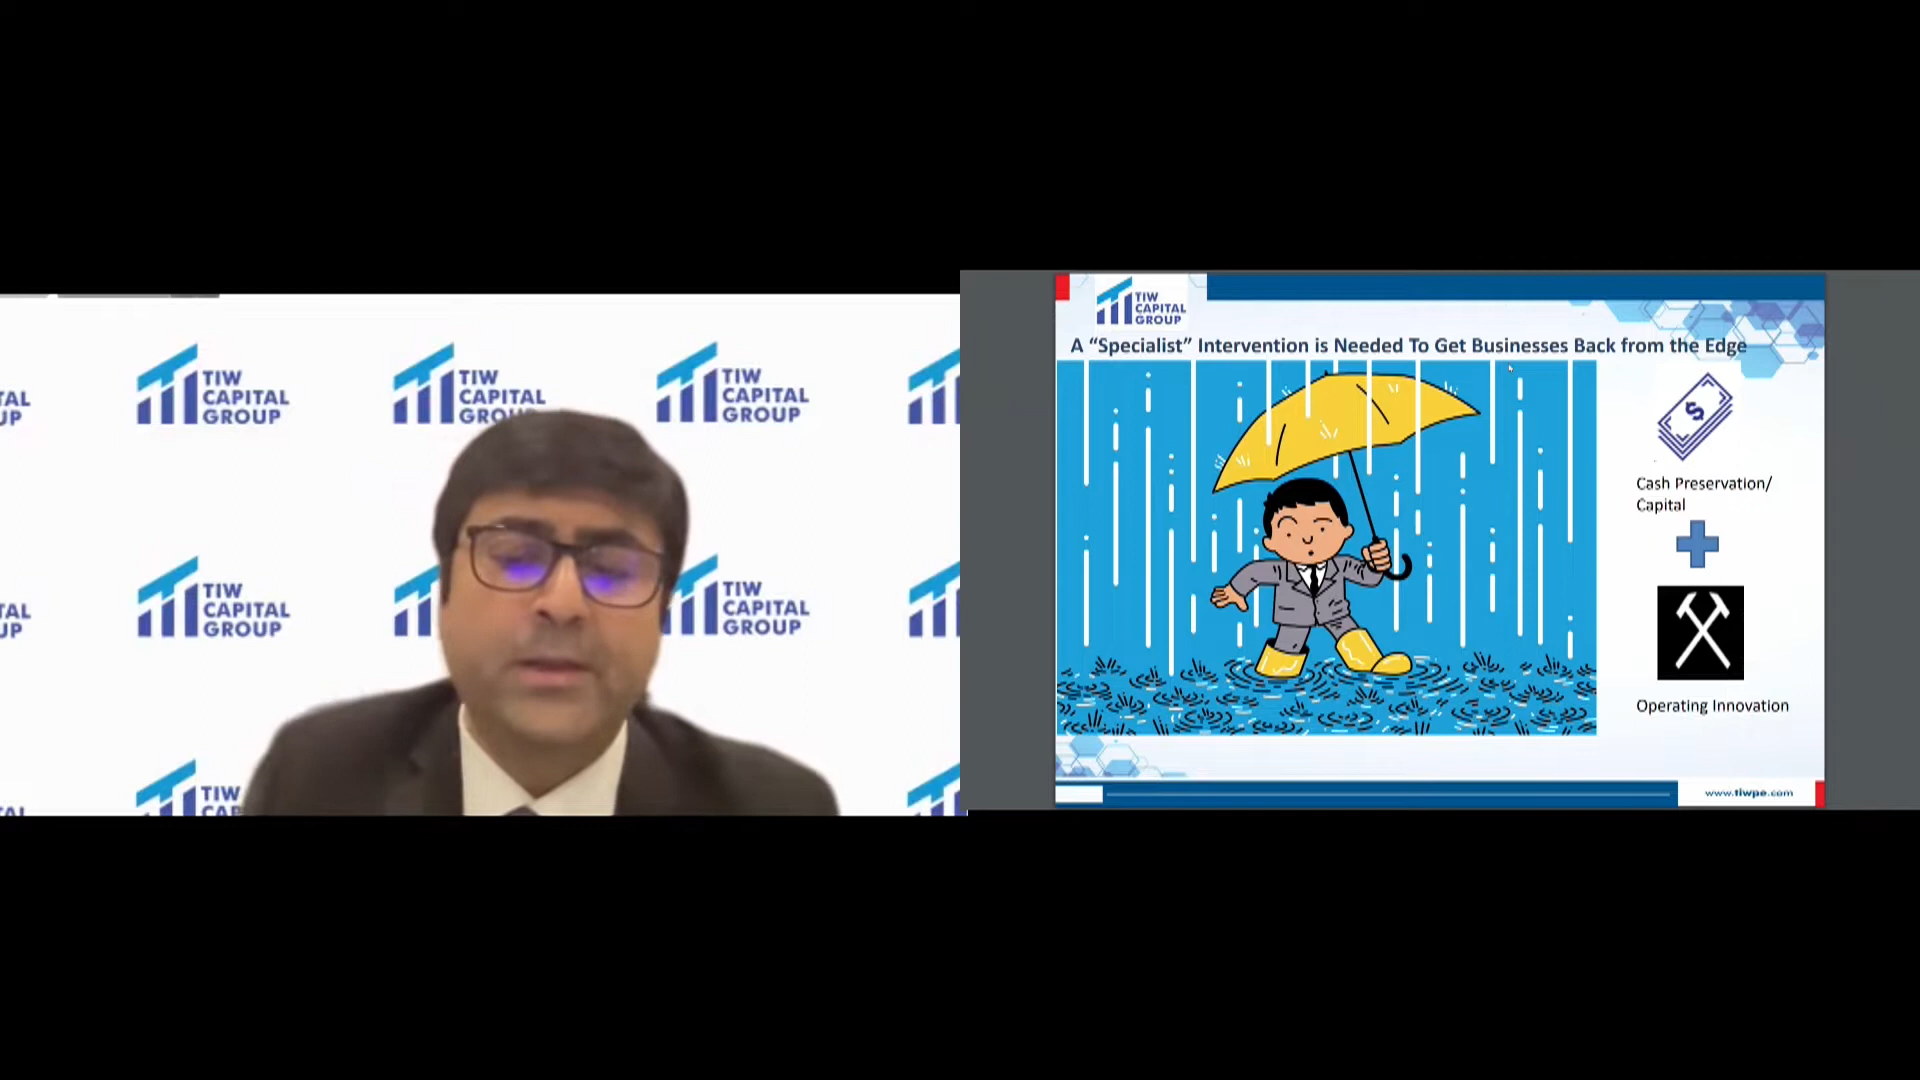 TIW
CAPITAL
GROUP
TIW
CAPITAL
GROUP
TIW
CAPITAL
GROUP
TIW
CAPITAL
GROUP
TIW
CAPITAL
GROUP
TIW
TIW
CAPITAL
GROUP
A “Specialist” Intervention is Needed To Get Businesses Back from the Edge
$
Cash Preservation/
Capital
Operating Innovation
www.tiwpe.com